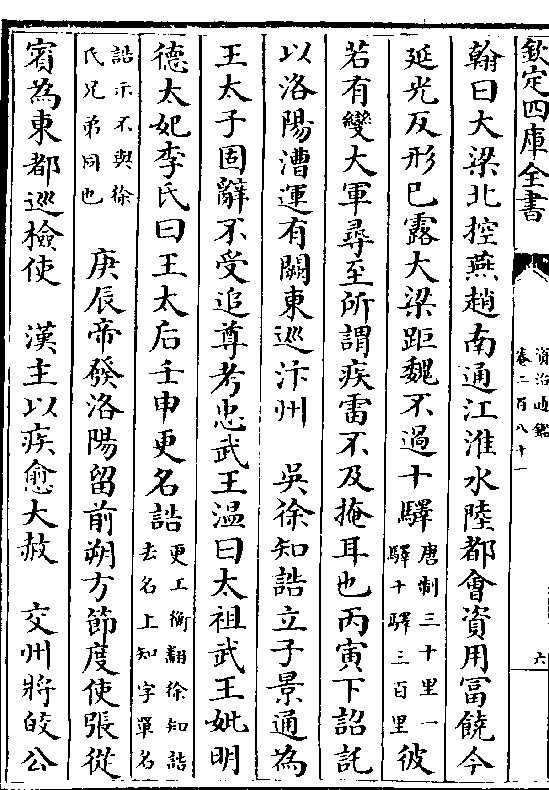 欽定四庫全書
資治通鑑
卷二百八十一
六
翰曰大梁北控燕趙南通江淮水陸都會資用富饒今
延光反形已露大梁距魏不過十驛唐制三十里一驛十驛三百里彼
若有變大軍尋至所謂疾雷不及掩耳也丙寅下詔託
以洛陽漕運有闕東巡汴州　吳徐知誥立子景通為
王太子固辭不受追尊考忠武王溫曰太祖武王妣明
德太妃李氏曰王太后壬申更名誥更工衡翻徐知誥去名上知字單名
誥示不與徐氏兄弟同也　庚辰帝發洛陽留前朔方節度使張從
賓為東都巡檢使　漢主以疾愈大赦　交州將皎公